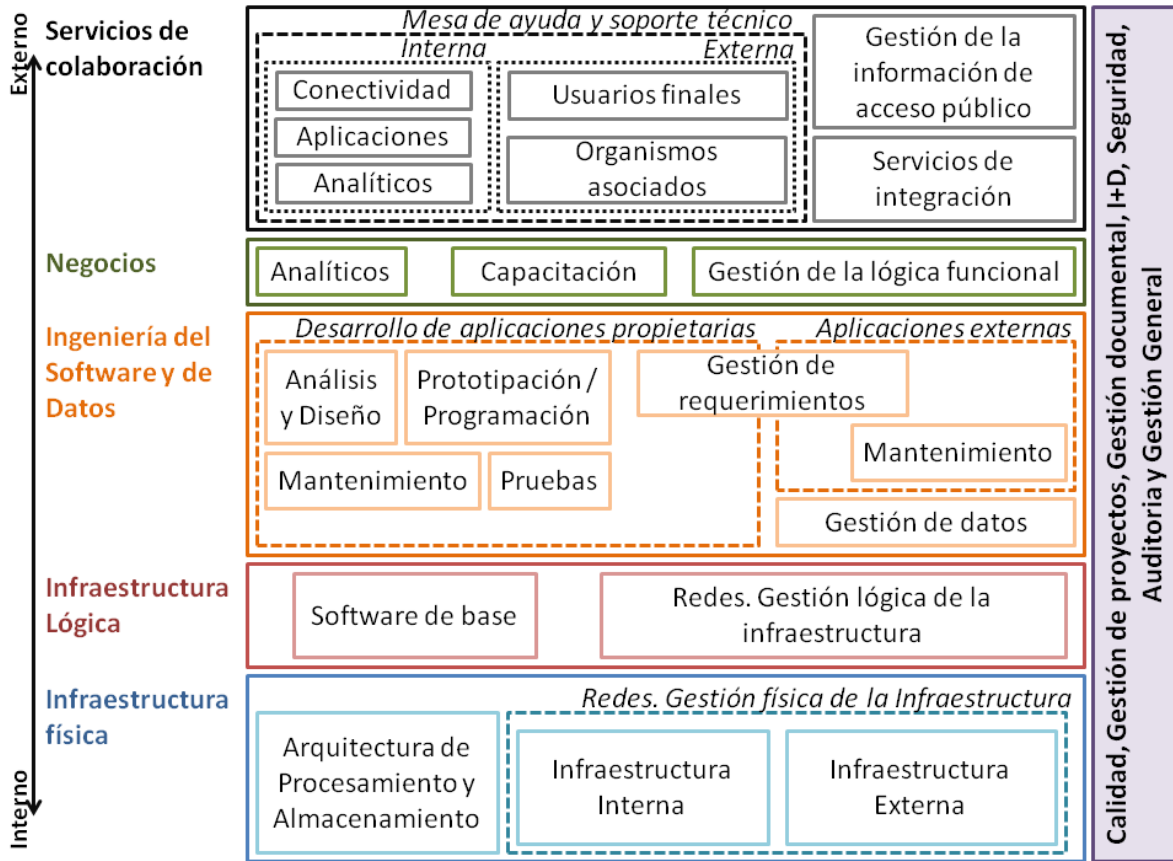 Externo
Interno
Servicios de
colaboración
Mesa de ayuda y soporte técnico
Interna
Conectividad
Aplicaciones
Analíticos
Externa
Usuarios finales
Organismos
asociados
Gestión de la
información de
acceso público
Servicios de
integración
Negocios
Analíticos
Capacitación
Gestión de la lógica funcional
Ingeniería del
Software y de
Datos
Desarrollo de aplicaciones propietarias
Análisis
y Diseño
Prototipación /
Programación
Mantenimiento
Pruebas
Gestión de
requerimientos
Aplicaciones externas
Mantenimiento
Gestión de datos
Infraestructura
Lógica
Software de base
Redes. Gestión lógica de la
infraestructura
Infraestructura
física
Redes. Gestión física de la Infraestructura
Arquitectura de
Procesamiento y
Almacenamiento
Infraestructura
Interna
Infraestructura
Externa
Calidad, Gestión de proyectos, Gestión documental, I+D, Seguridad,
Auditoria y Gestión General